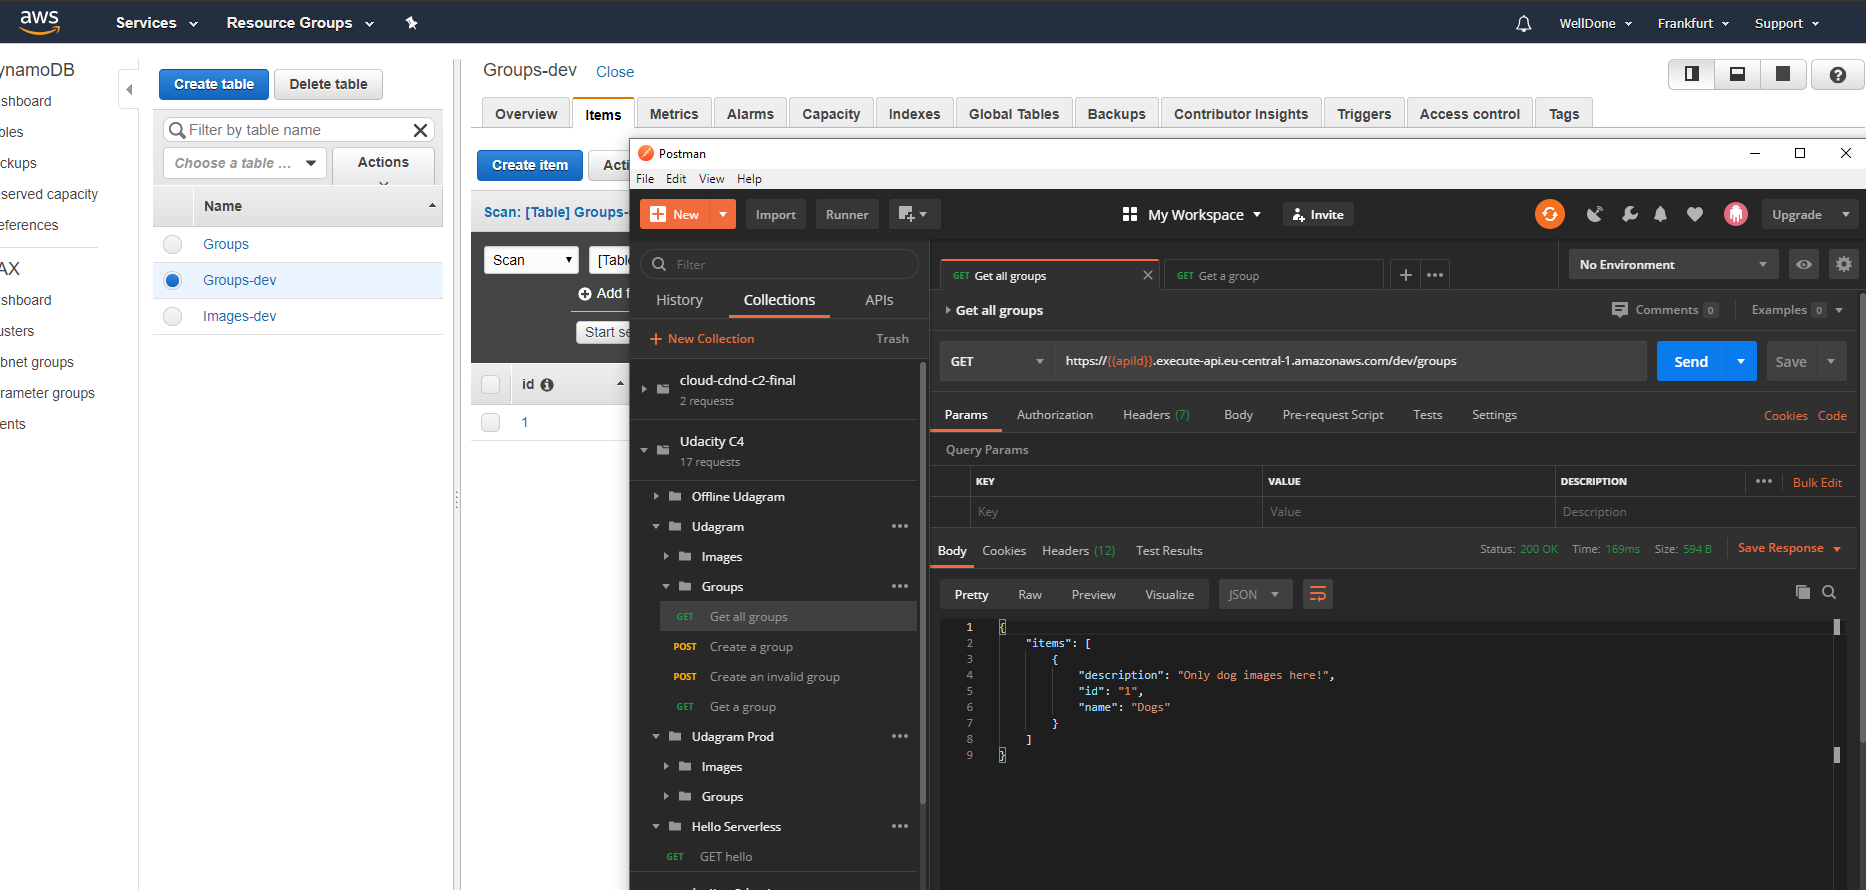 aws
Services
Resource Groups
WellDone
Frankfurt
Support
ynamoDB
shboard
bles
ckups
served capacity
eferences
AX
shboard
usters
bnet groups
rameter groups
ents
Create table
Delete table
Filter by table name
Choose a table ...
Actions
Name
Groups
Groups-dev
Images-dev
Groups-dev
Close
Overview
Items
Metrics
Alarms
Capacity
Indexes
Global Tables
Backups
Contributor Insights
Triggers
Access control
Tags
Create item
Acti
Scan: [Table] Groups-
Scan
[Table
Add f
Start se
id
1
Postman
File Edit View Help
New
Import
Runner
My Workspace
Invite
Upgrade
Filter
History
Collections
APIs
+ New Collection
Trash
cloud-cdnd-c2-final
2 requests
Udacity C4
17 requests
Offline Udagram
Udagram
Images
Groups
GET Get all groups
POST Create a group
POST Create an invalid group
GET Get a group
Udagram Prod
Images
Groups
Hello Serverless
GET GET hello
GET Get all groups
GET Get a group
No Environment
Get all groups
Comments 0
Examples 0
GET
https://{{apiId}}.execute-api.eu-central-1.amazonaws.com/dev/groups
Send
Save
Params
Authorization
Headers (7)
Body
Pre-request Script
Tests
Settings
Cookies Code
Query Params
KEY
VALUE
DESCRIPTION
Bulk Edit
Key
Value
Description
Body
Cookies
Headers (12)
Test Results
Status: 200 OK
Time: 169ms
Size: 594 B
Save Response
Pretty
Raw
Preview
Visualize
JSON
1 {
2 "items": [
3 {
4 "description": "Only dog images here!",
5 "id": "1",
6 "name": "Dogs"
7 }
8 ]
9 }